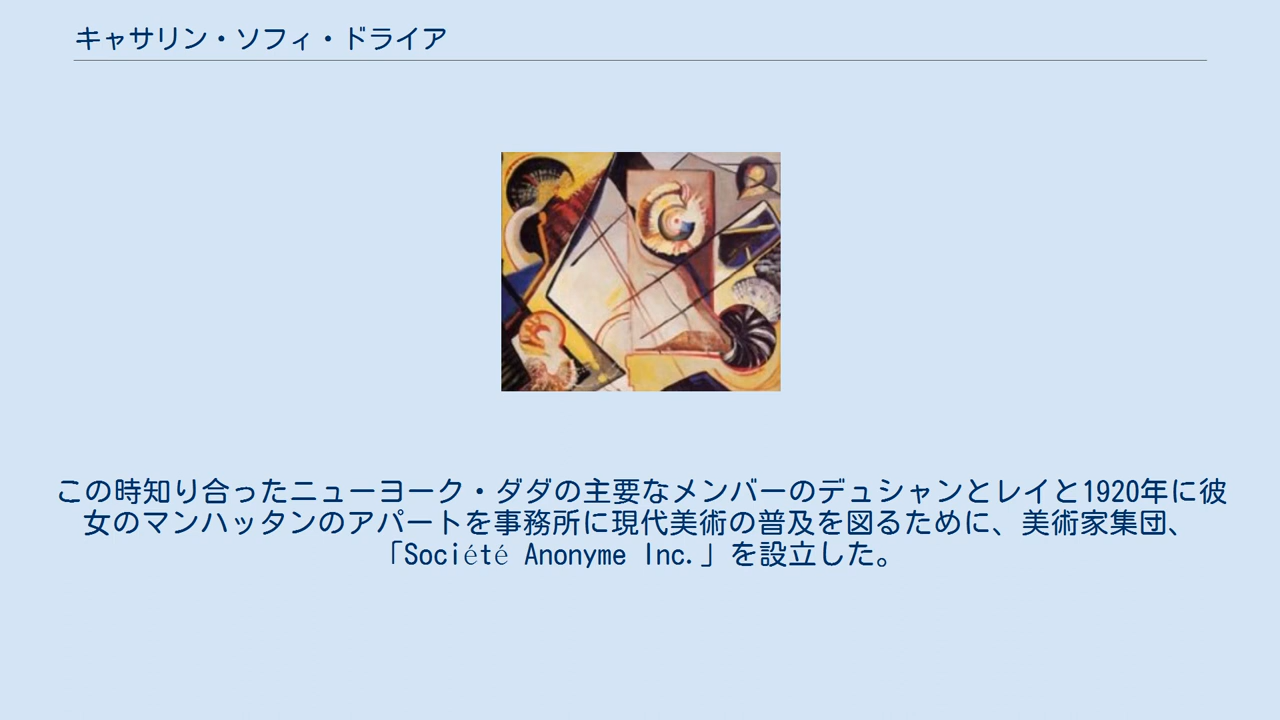 キャサリン・ソフィ・ドライア
この時知り合ったニューヨーク・ダダの主要なメンバーのデュシャンとレイと1920年に彼
女のマンハッタンのアパートを事務所に現代美術の普及を図るために、美術家集団、
「Société Anonyme Inc.」を設立した。